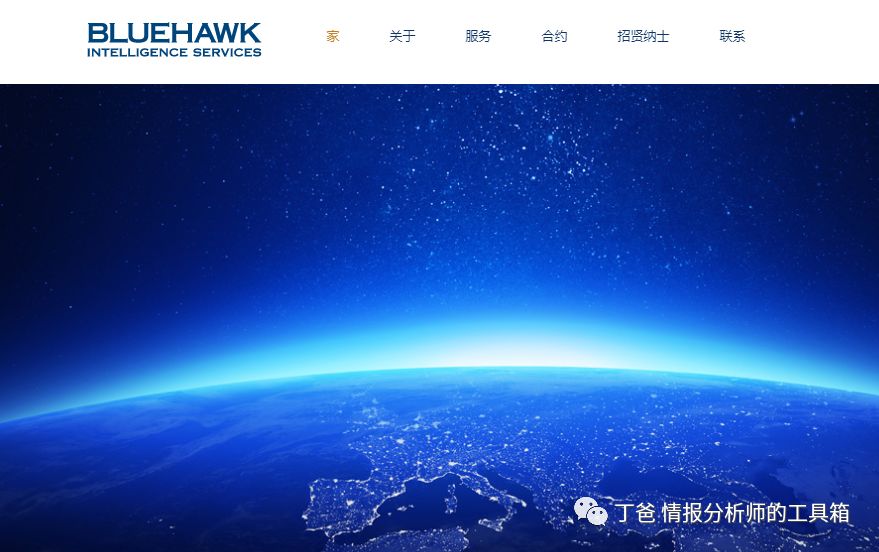 BLUEHAWK
INTELLIGENCE SERVICES
家 关于 服务 合约 招贤纳士 联系
丁爸 情报分析师的工具箱